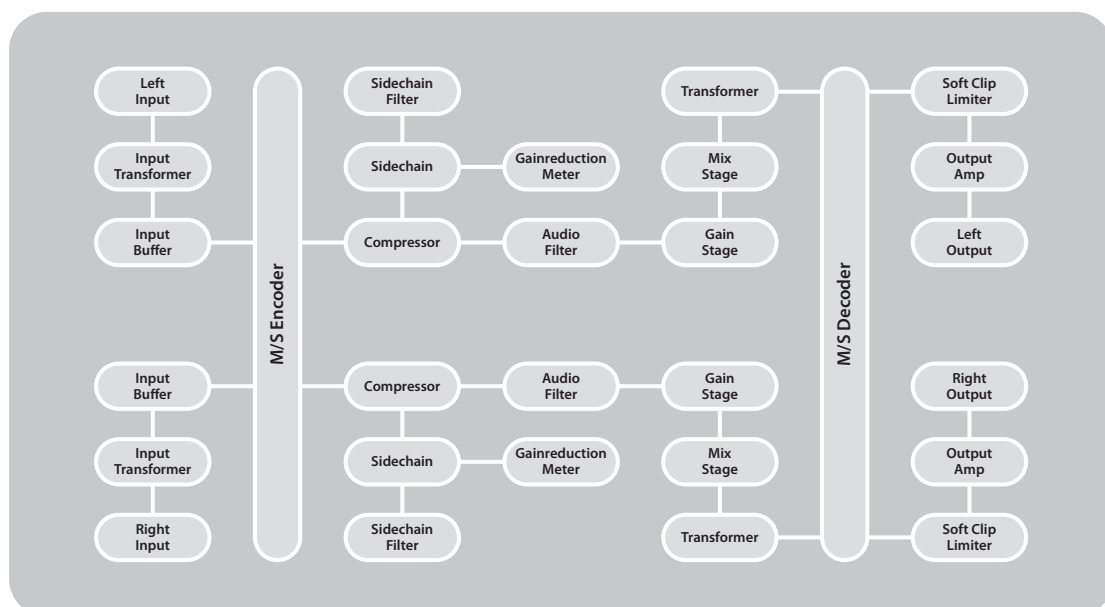 Left
Input
Input
Transformer
Input
Buffer
M/S Encoder
Sidechain
Filter
Sidechain
Gainreduction
Meter
Compressor
Audio
Filter
Transformer
Mix
Stage
Gain
Stage
M/S Decoder
Soft Clip
Limiter
Output
Amp
Left
Output
Input
Buffer
Input
Transformer
Right
Input
Compressor
Audio
Filter
Sidechain
Gainreduction
Meter
Sidechain
Filter
Gain
Stage
Mix
Stage
Transformer
Right
Output
Output
Amp
Soft Clip
Limiter